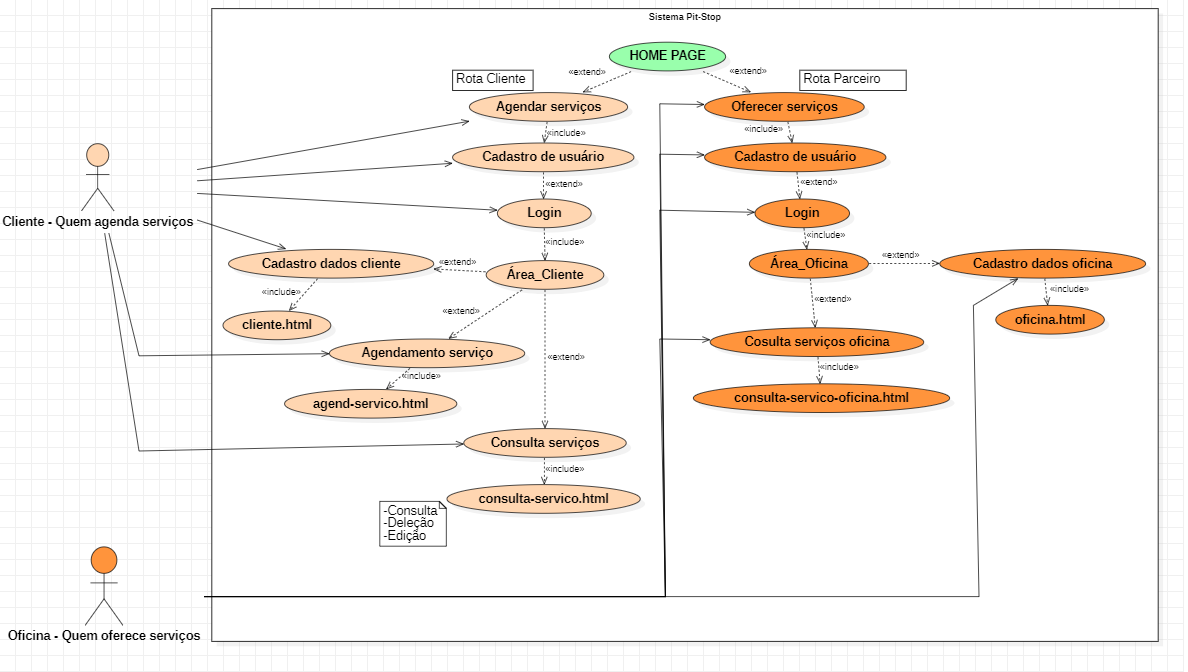 Sistema Pit-Stop
HOME PAGE
«extend»
«extend»
Rota Cliente
Rota Parceiro
Agendar serviços
Oferecer serviços
«include»
«include»
Cadastro de usuário
Cadastro de usuário
«extend»
«extend»
Login
Login
Cliente - Quem agenda serviços
«include»
«include»
Cadastro dados cliente
«extend»
Área_Cliente
Área_Oficina
«extend»
Cadastro dados oficina
«include»
«include»
«extend»
«extend»
cliente.html
oficina.html
Agendamento serviço
«extend»
Cosulta serviços oficina
«include»
«include»
agend-servico.html
consulta-servico-oficina.html
Consulta serviços
«include»
consulta-servico.html
-Consulta
-Deleção
-Edição
Oficina - Quem oferece serviços